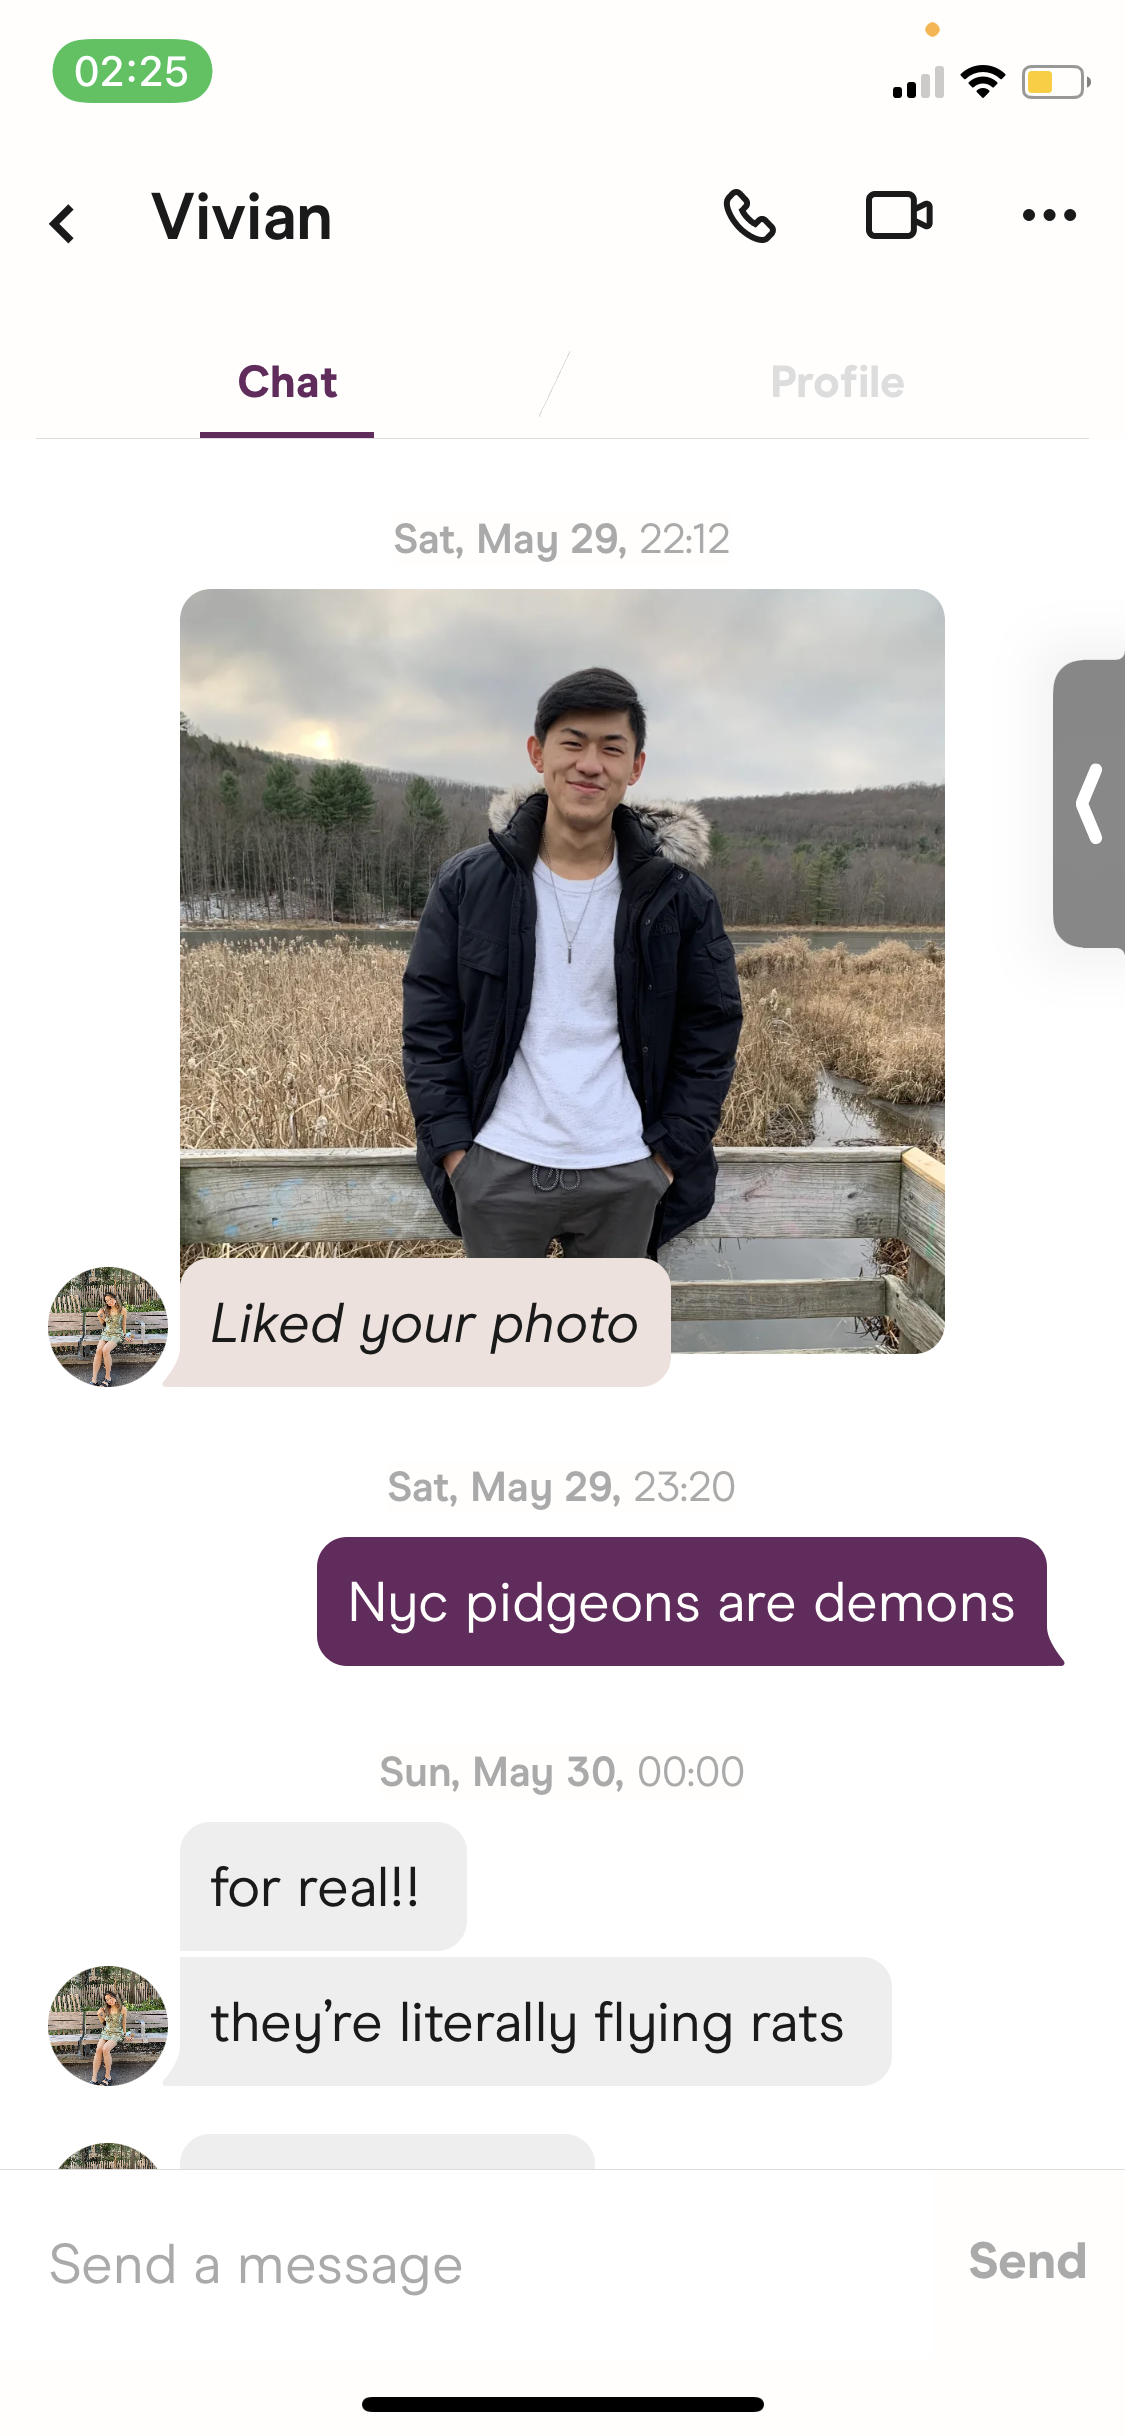 02:25
Vivian
Chat
Profile
Sat, May 29, 22:12
Liked your photo
Sat, May 29, 23:20
Nyc pidgeons are demons
Sun, May 30, 00:00
for real!!
they’re literally flying rats
Send a message
Send